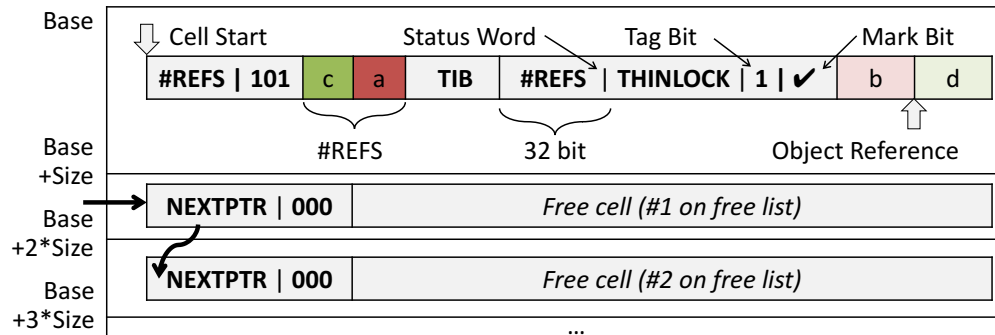 Base
Cell Start
Status Word
Tag Bit
Mark Bit
#REFS | 101
c
a
TIB
#REFS | THINLOCK | 1 | ✔
b
d
#REFS
32 bit
Object Reference
Base
+Size
NEXTPTR | 000
Free cell (#1 on free list)
Base
+2*Size
NEXTPTR | 000
Free cell (#2 on free list)
Base
+3*Size
...